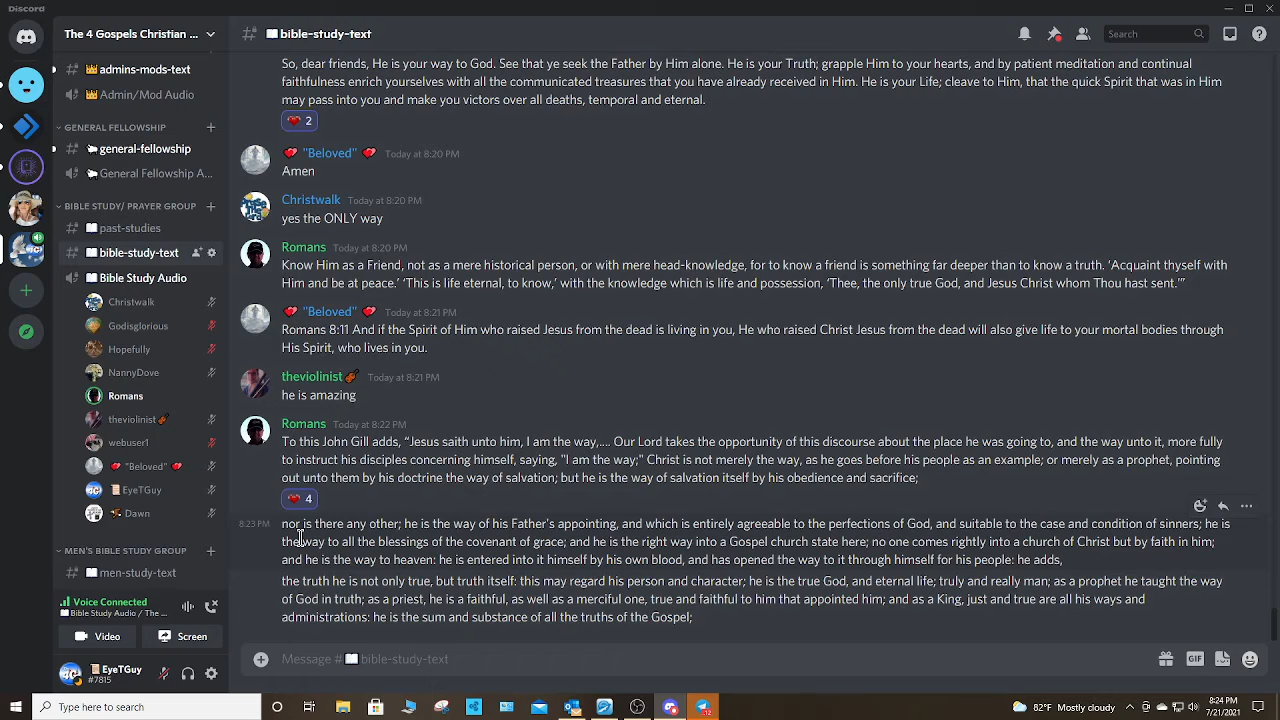 Discord
The 4 Gospels Christian ...
bible-study-text
Search
admins-mods-text
Admin/Mod Audio
GENERAL FELLOWSHIP
general-fellowship
General Fellowship A...
BIBLE STUDY/ PRAYER GROUP
past-studies
bible-study-text
Bible Study Audio
Christwalk
Godisglorious
Hopefully
NannyDove
Romans
theviolinist
webuser1
"Beloved"
EyeTGuy
Dawn
MEN'S BIBLE STUDY GROUP
men-study-text
Voice Connected
Bible Study Audio / The ...
Video
Screen
EyeTGuy
#7815
So, dear friends, He is your way to God. See that ye seek the Father by Him alone. He is your Truth; grapple Him to your hearts, and by patient meditation and continual
faithfulness enrich yourselves with all the communicated treasures that you have already received in Him. He is your Life; cleave to Him, that the quick Spirit that was in Him
may pass into you and make you victors over all deaths, temporal and eternal.
2
"Beloved" Today at 8:20 PM
Amen
Christwalk Today at 8:20 PM
yes the ONLY way
Romans Today at 8:20 PM
Know Him as a Friend, not as a mere historical person, or with mere head-knowledge, for to know a friend is something far deeper than to know a truth. ‘Acquaint thyself with
Him and be at peace.’ ‘This is life eternal, to know,’ with the knowledge which is life and possession, ‘Thee, the only true God, and Jesus Christ whom Thou hast sent.’”
"Beloved" Today at 8:21 PM
Romans 8:11 And if the Spirit of Him who raised Jesus from the dead is living in you, He who raised Christ Jesus from the dead will also give life to your mortal bodies through
His Spirit, who lives in you.
theviolinist Today at 8:21 PM
he is amazing
Romans Today at 8:22 PM
To this John Gill adds, “Jesus saith unto him, I am the way,.... Our Lord takes the opportunity of this discourse about the place he was going to, and the way unto it, more fully
to instruct his disciples concerning himself, saying, "I am the way;" Christ is not merely the way, as he goes before his people as an example; or merely as a prophet, pointing
out unto them by his doctrine the way of salvation; but he is the way of salvation itself by his obedience and sacrifice;
4
8:23 PM
nor is there any other; he is the way of his Father's appointing, and which is entirely agreeable to the perfections of God, and suitable to the case and condition of sinners; he is
the way to all the blessings of the covenant of grace; and he is the right way into a Gospel church state here; no one comes rightly into a church of Christ but by faith in him;
and he is the way to heaven: he is entered into it himself by his own blood, and has opened the way to it through himself for his people: he adds,
the truth he is not only true, but truth itself: this may regard his person and character; he is the true God, and eternal life; truly and really man; as a prophet he taught the way
of God in truth; as a priest, he is a faithful, as well as a merciful one, true and faithful to him that appointed him; and as a King, just and true are all his ways and
administrations: he is the sum and substance of all the truths of the Gospel;
Message # bible-study-text
GIF
Type here to search
12
82°F Mostly cloudy
8:24 PM
7/21/2021